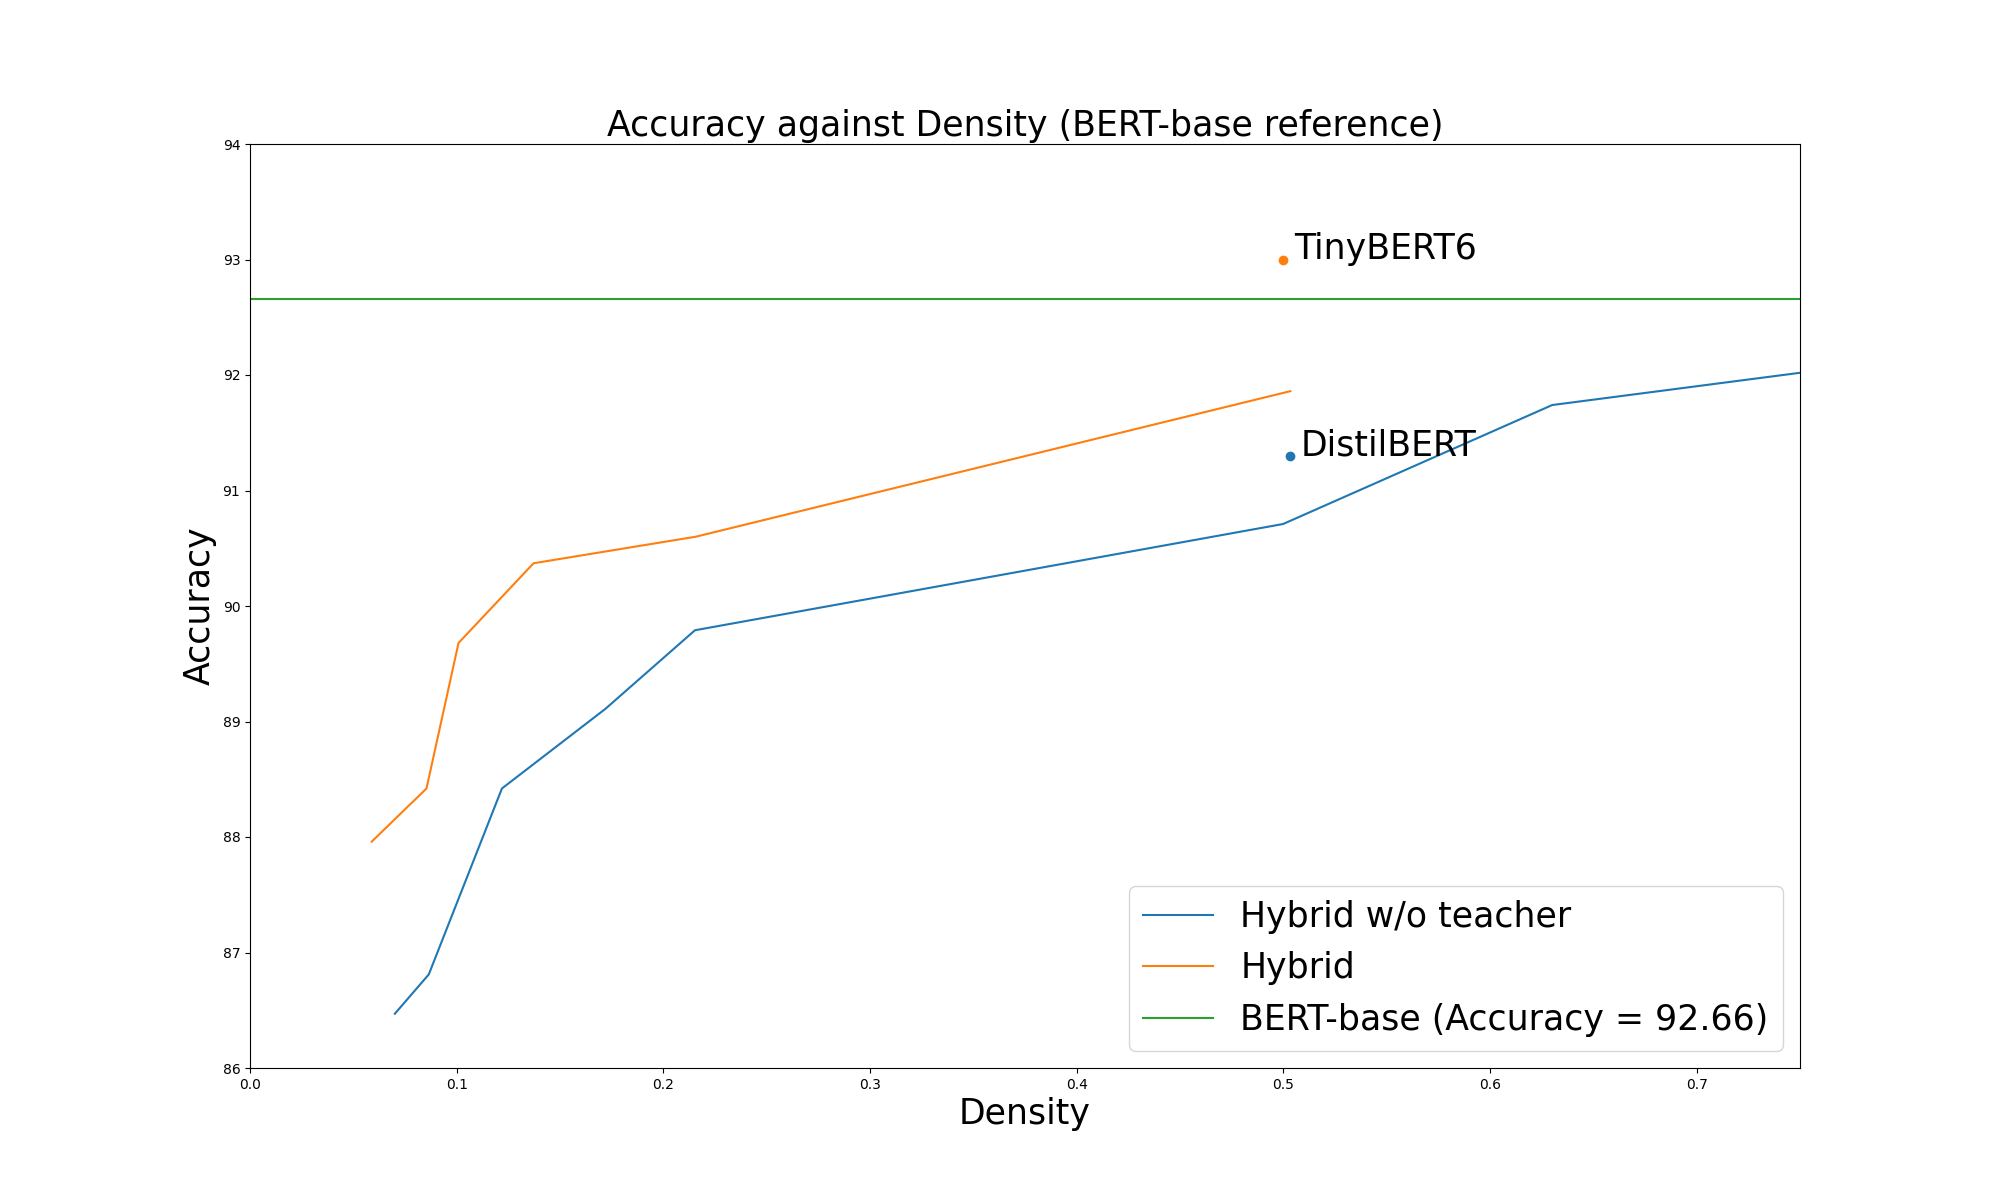 Accuracy against Density (BERT-base reference)
94
93
92
91
90
89
88
87
86
Accuracy
TinyBERT6
DistilBERT
Hybrid w/o teacher
Hybrid
BERT-base (Accuracy = 92.66)
0.0 0.1 0.2 0.3 0.4 0.5 0.6 0.7
Density